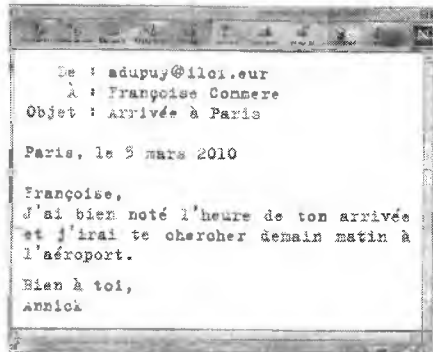 De : adupuy@iloi.eur
À : Françoise Commere
Objet : Arrivée à Paris
Paris, le 5 mars 2010
Françoise,
J'ai bien noté l'heure de ton arrivée
et j'irai te chercher demain matin à
l'aéroport.
Bien à toi,
Annick